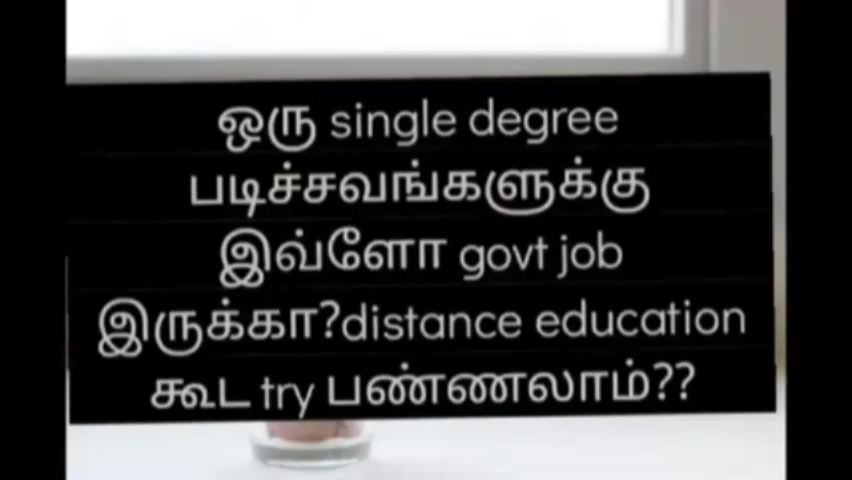 ஒரு single degree
படிச்சவங்களுக்கு
இவ்ளோ govt job
இருக்கா?distance education
கூட try பண்ணலாம்??